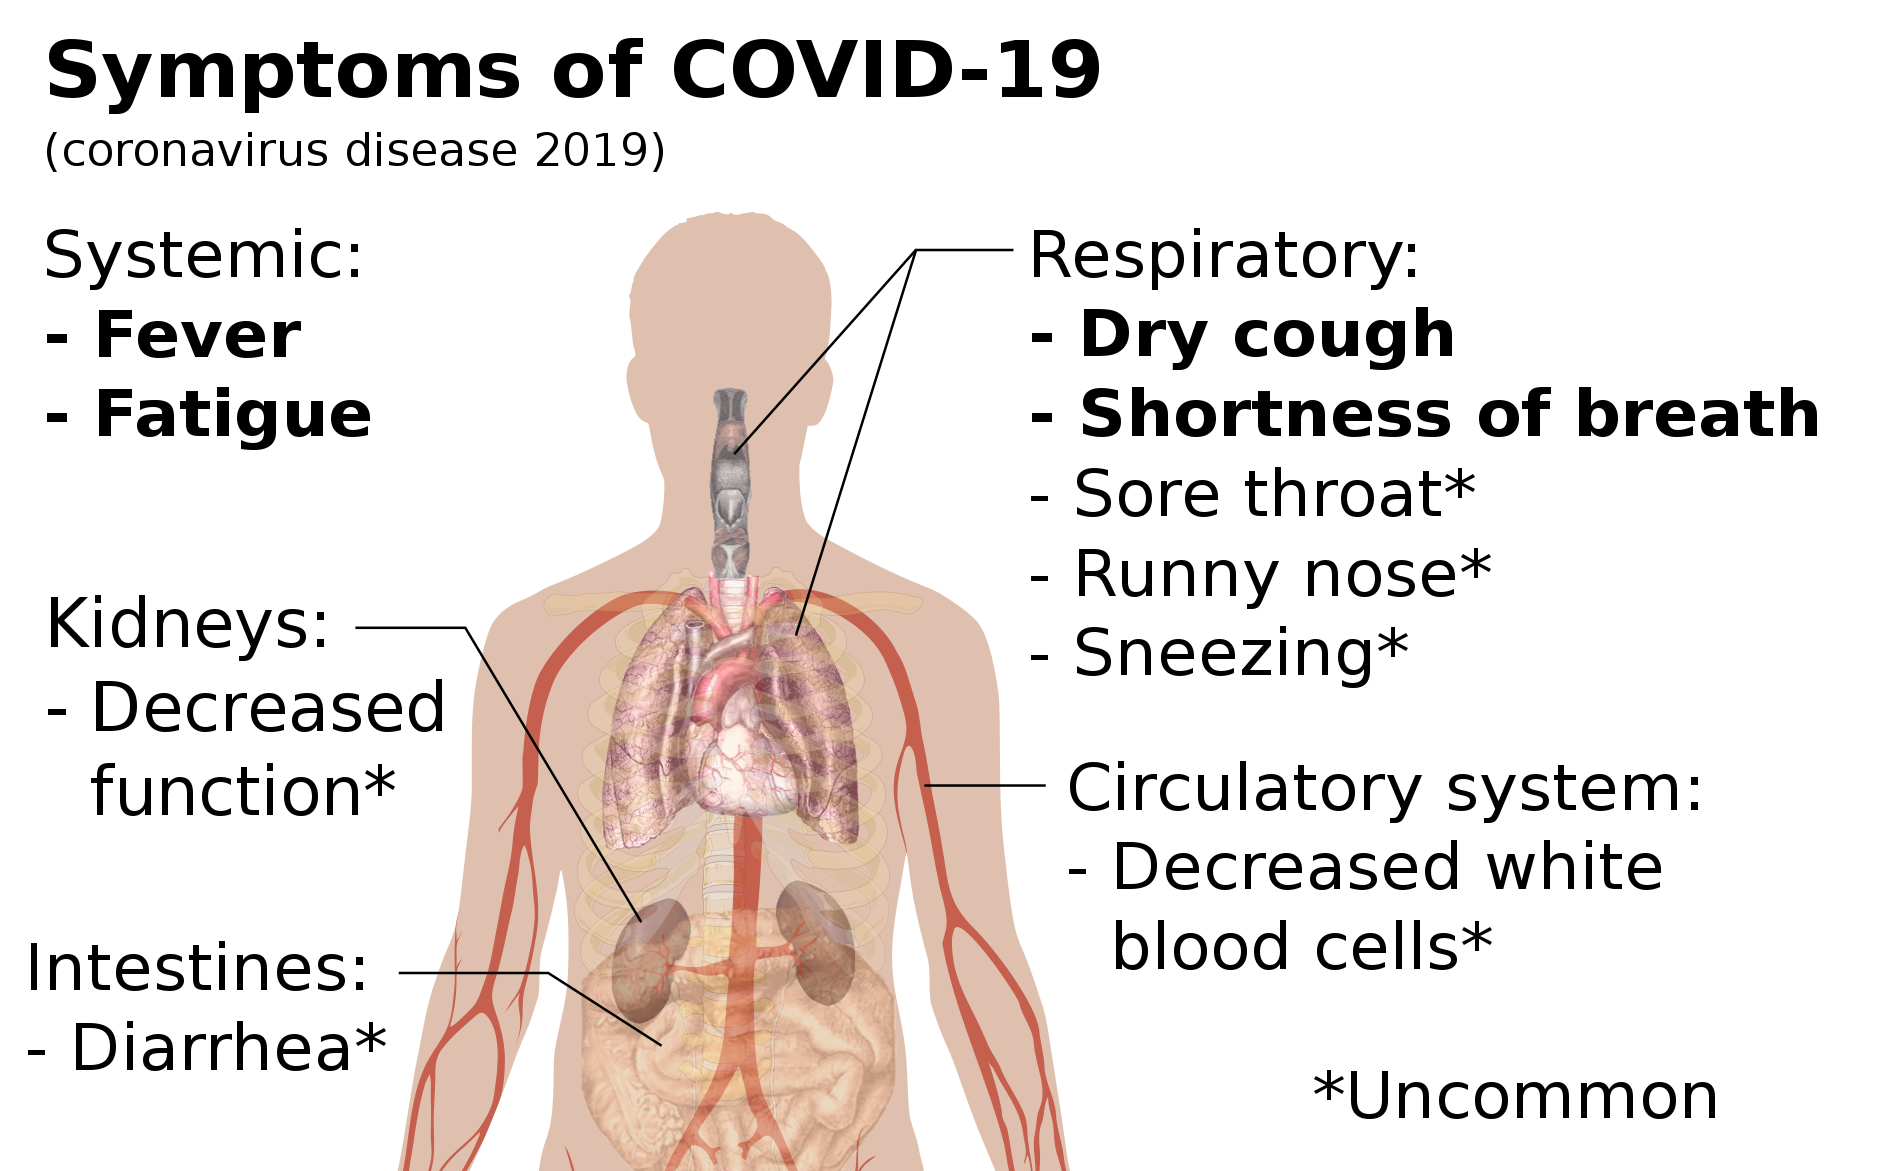 Symptoms of COVID-19
(coronavirus disease 2019)
Systemic:
- Fever
- Fatigue
Kidneys:
- Decreased
function*
Intestines:
- Diarrhea*
Respiratory:
- Dry cough
- Shortness of breath
- Sore throat*
- Runny nose*
- Sneezing*
Circulatory system:
- Decreased white
blood cells*
*Uncommon